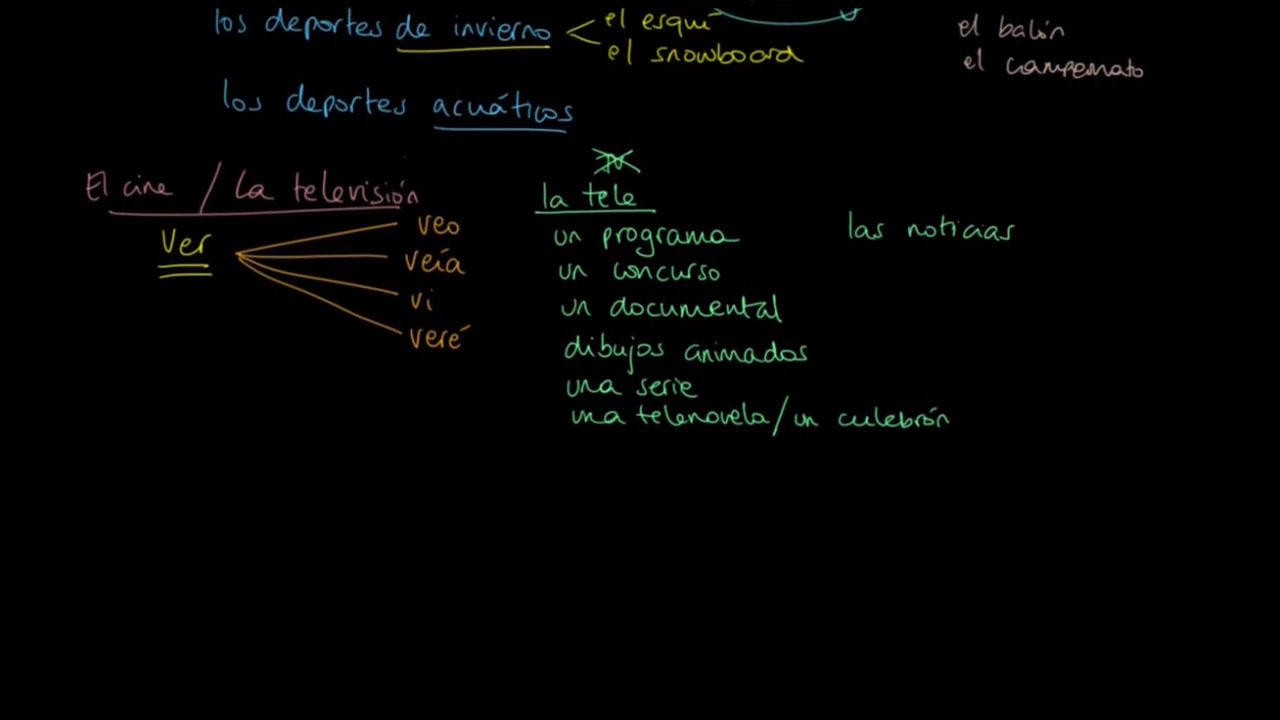 los deportes de invierno
el esquí
el snowboard
el balón
el campeonato
los deportes acuáticos
El cine / La televisión
ver
veo
veía
vi
veré
TV
la tele
un programa
un concurso
un documental
dibujos animados
una serie
una telenovela/un culebrón
las noticias